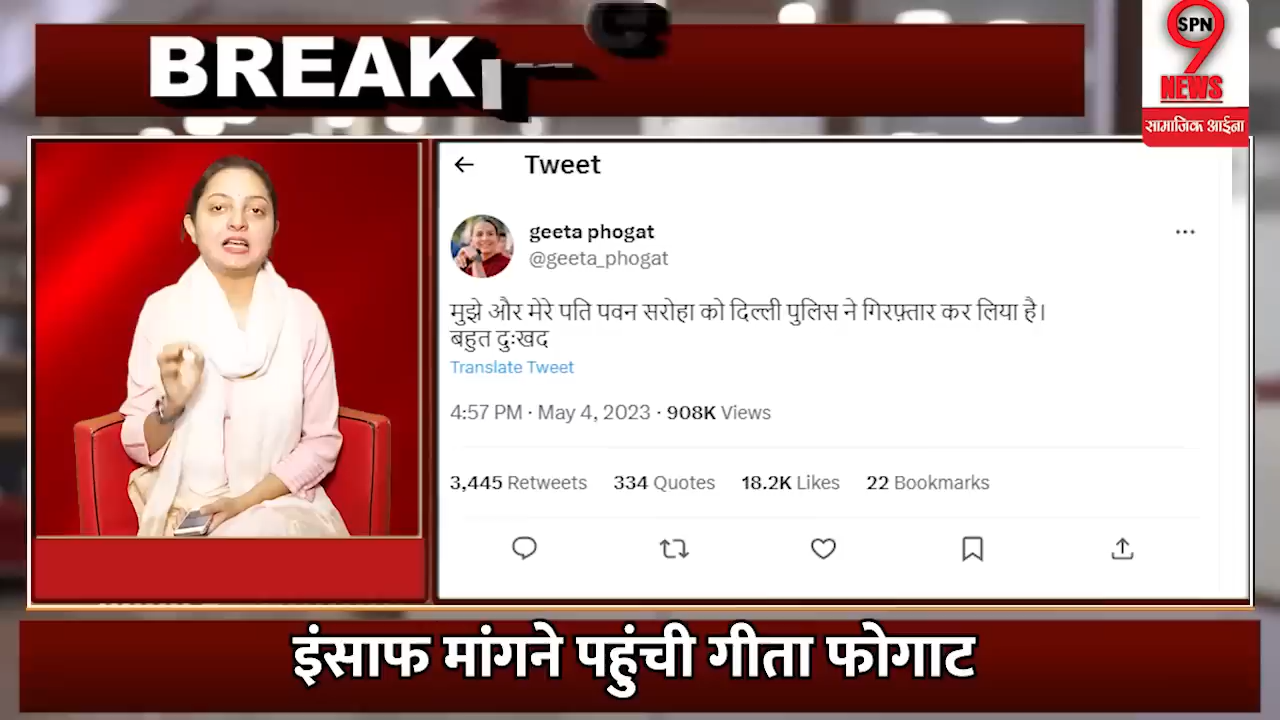 BREAK
SPN
9
NEWS
सामाजिक आईना
Tweet
geeta phogat
@geeta_phogat
मुझे और मेरे पति पवन सरोहा को दिल्ली पुलिस ने गिरफ़्तार कर लिया है।
बहुत दुःखद
Translate Tweet
4:57 PM · May 4, 2023 · 908K Views
3,445 Retweets 334 Quotes 18.2K Likes 22 Bookmarks
इंसाफ मांगने पहुंची गीता फोगाट